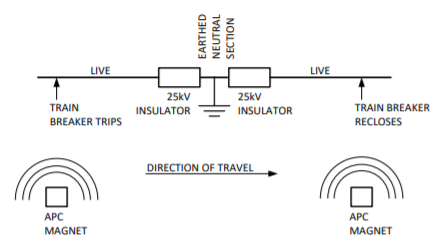 EARTHED
NEUTRAL
SECTION
LIVE
LIVE
25kV
INSULATOR
25kV
INSULATOR
TRAIN
BREAKER TRIPS
TRAIN BREAKER
RECLOSES
DIRECTION OF TRAVEL
APC
MAGNET
APC
MAGNET